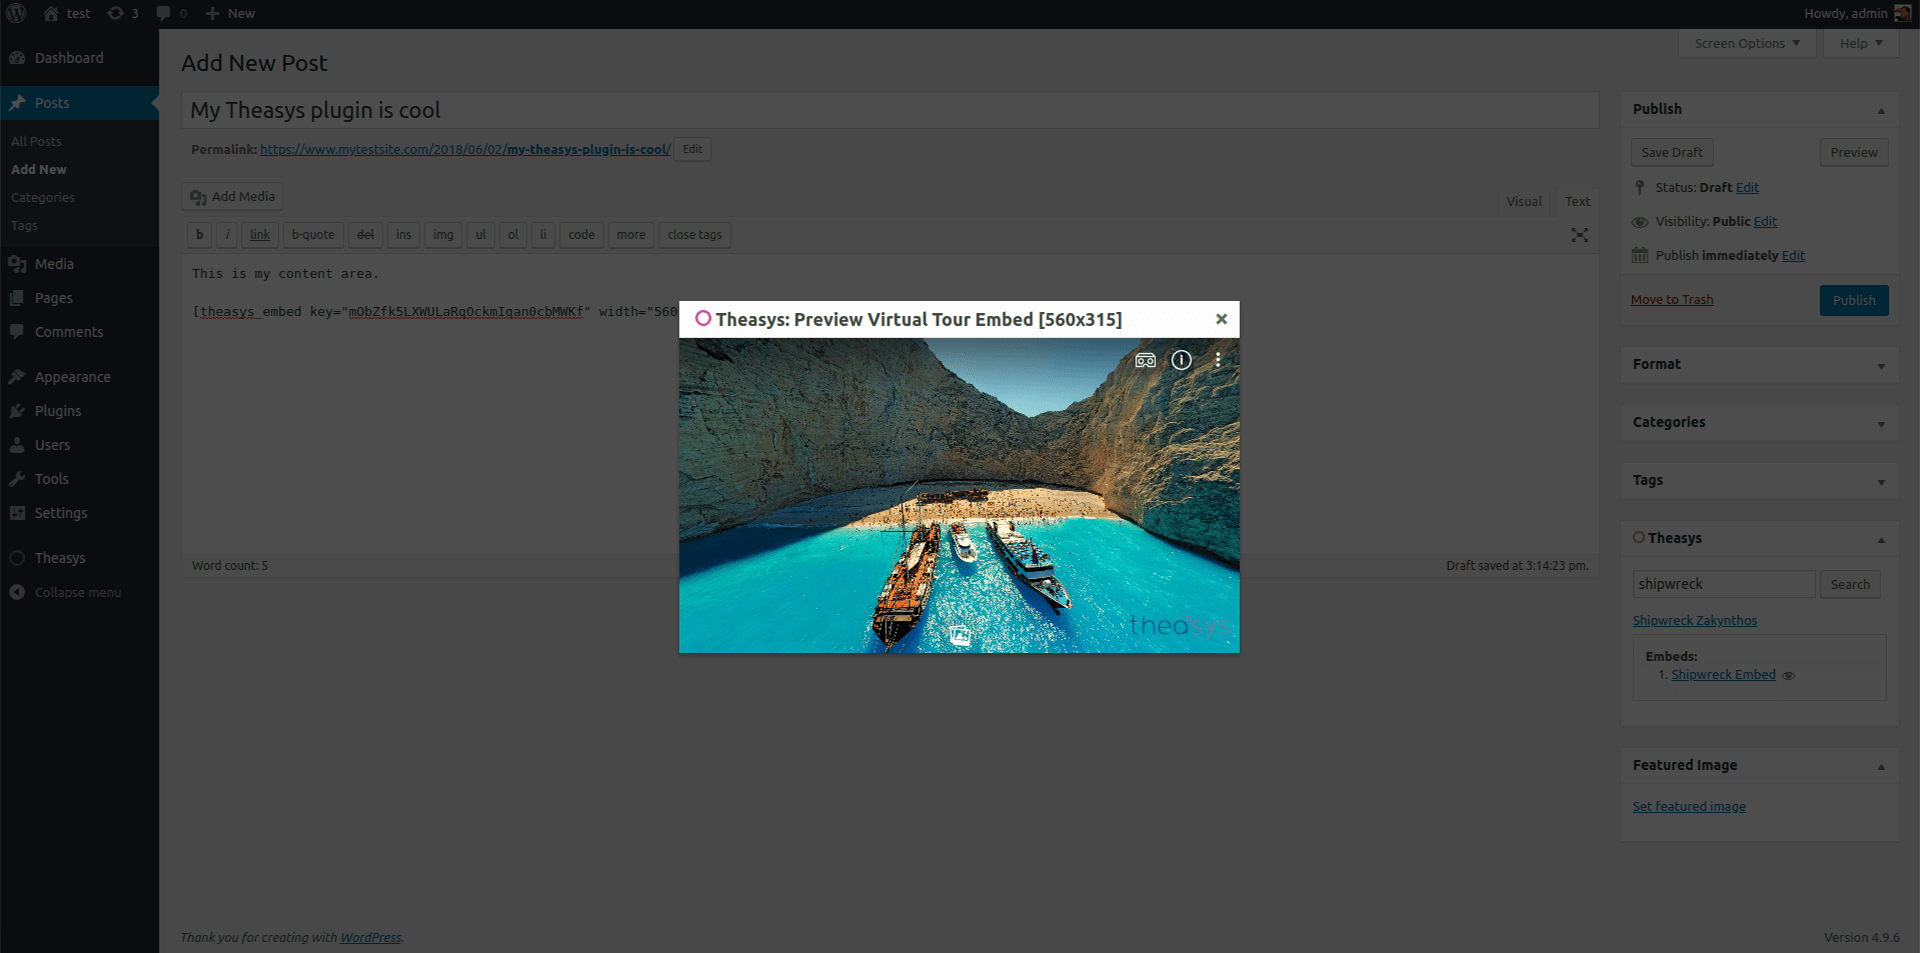 test 3 0 New
Howdy, admin
Dashboard
Posts
All Posts
Add New
Categories
Tags
Media
Pages
Comments
Appearance
Plugins
Users
Tools
Settings
Theasys
Collapse menu
Screen Options Help
Add New Post
My Theasys plugin is cool
Permalink: https://www.mytestsite.com/2018/06/02/my-theasys-plugin-is-cool/ Edit
Add Media
Visual Text
b i link b-quote del ins img ul ol li code more close tags
This is my content area.
[theasys_embed key="mObZfk5LXWULaRqOckmIqan0cbMWKf" width="560
Word count: 5
Draft saved at 3:14:23 pm.
Theasys: Preview Virtual Tour Embed [560x315]
theasys
Publish
Save Draft Preview
Status: Draft Edit
Visibility: Public Edit
Publish immediately Edit
Move to Trash Publish
Format
Categories
Tags
Theasys
shipwreck Search
Shipwreck Zakynthos
Embeds:
1. Shipwreck Embed
Featured Image
Set featured image
Thank you for creating with WordPress.
Version 4.9.6